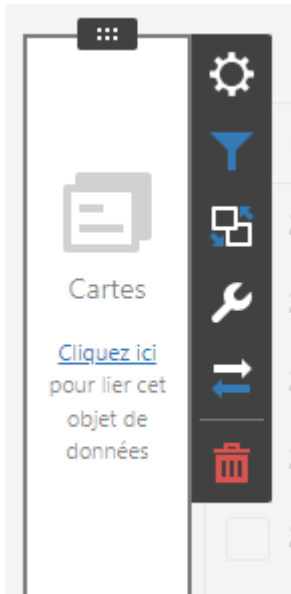 Cartes
Cliquez ici
pour lier cet
objet de
données